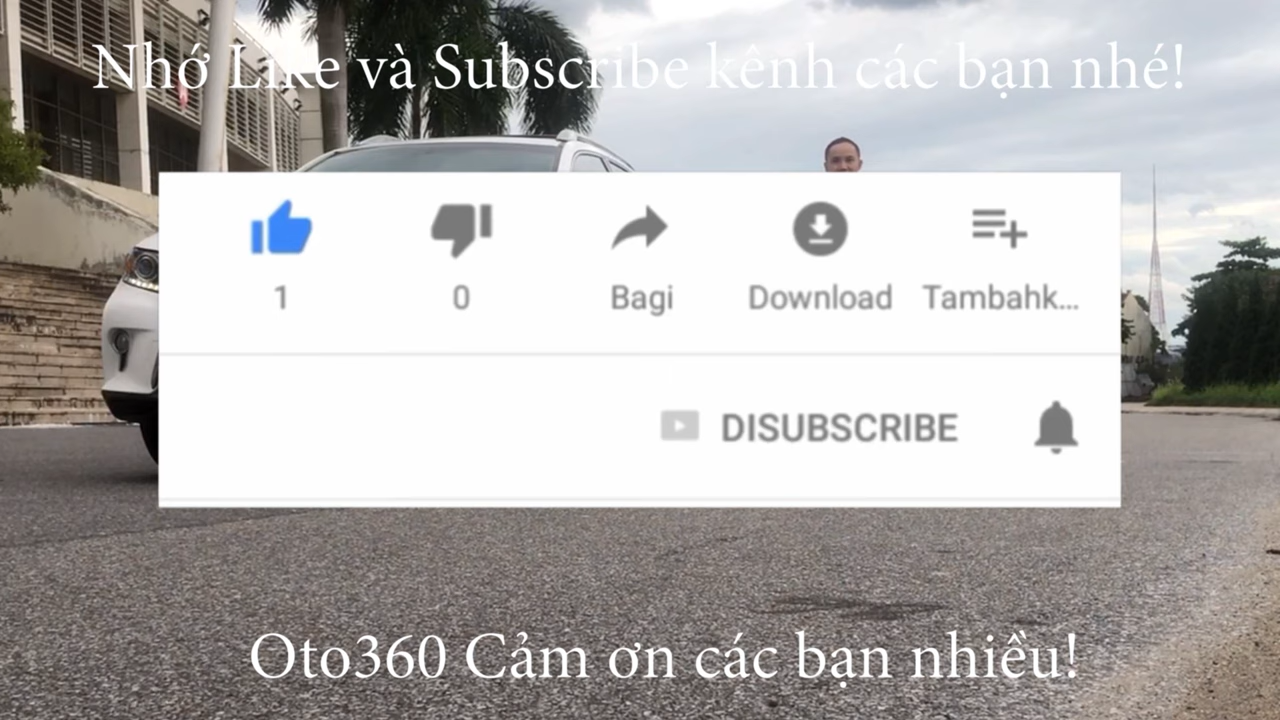 Nhớ Like và Subscribe kênh các bạn nhé!
1 0 Bagi Download Tambahk...
DISUBSCRIBE
Oto360 Cảm ơn các bạn nhiều!